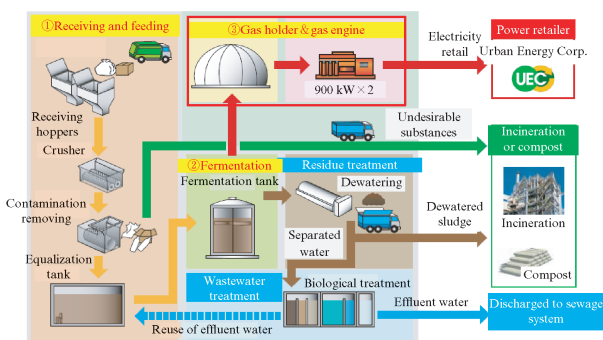 ①Receiving and feeding
Receiving
hoppers
Crusher
Contamination
removing
Equalization
tank
③Gas holder & gas engine
900 kW × 2
Electricity
retail
Power retailer
Urban Energy Corp.
UEC
Undesirable
substances
Incineration
or compost
Incineration
Compost
②Fermentation
Fermentation tank
Residue treatment
Dewatering
Dewatered
sludge
Separated
water
Wastewater
treatment
Biological treatment
Effluent water
Reuse of effluent water
Discharged to sewage
system